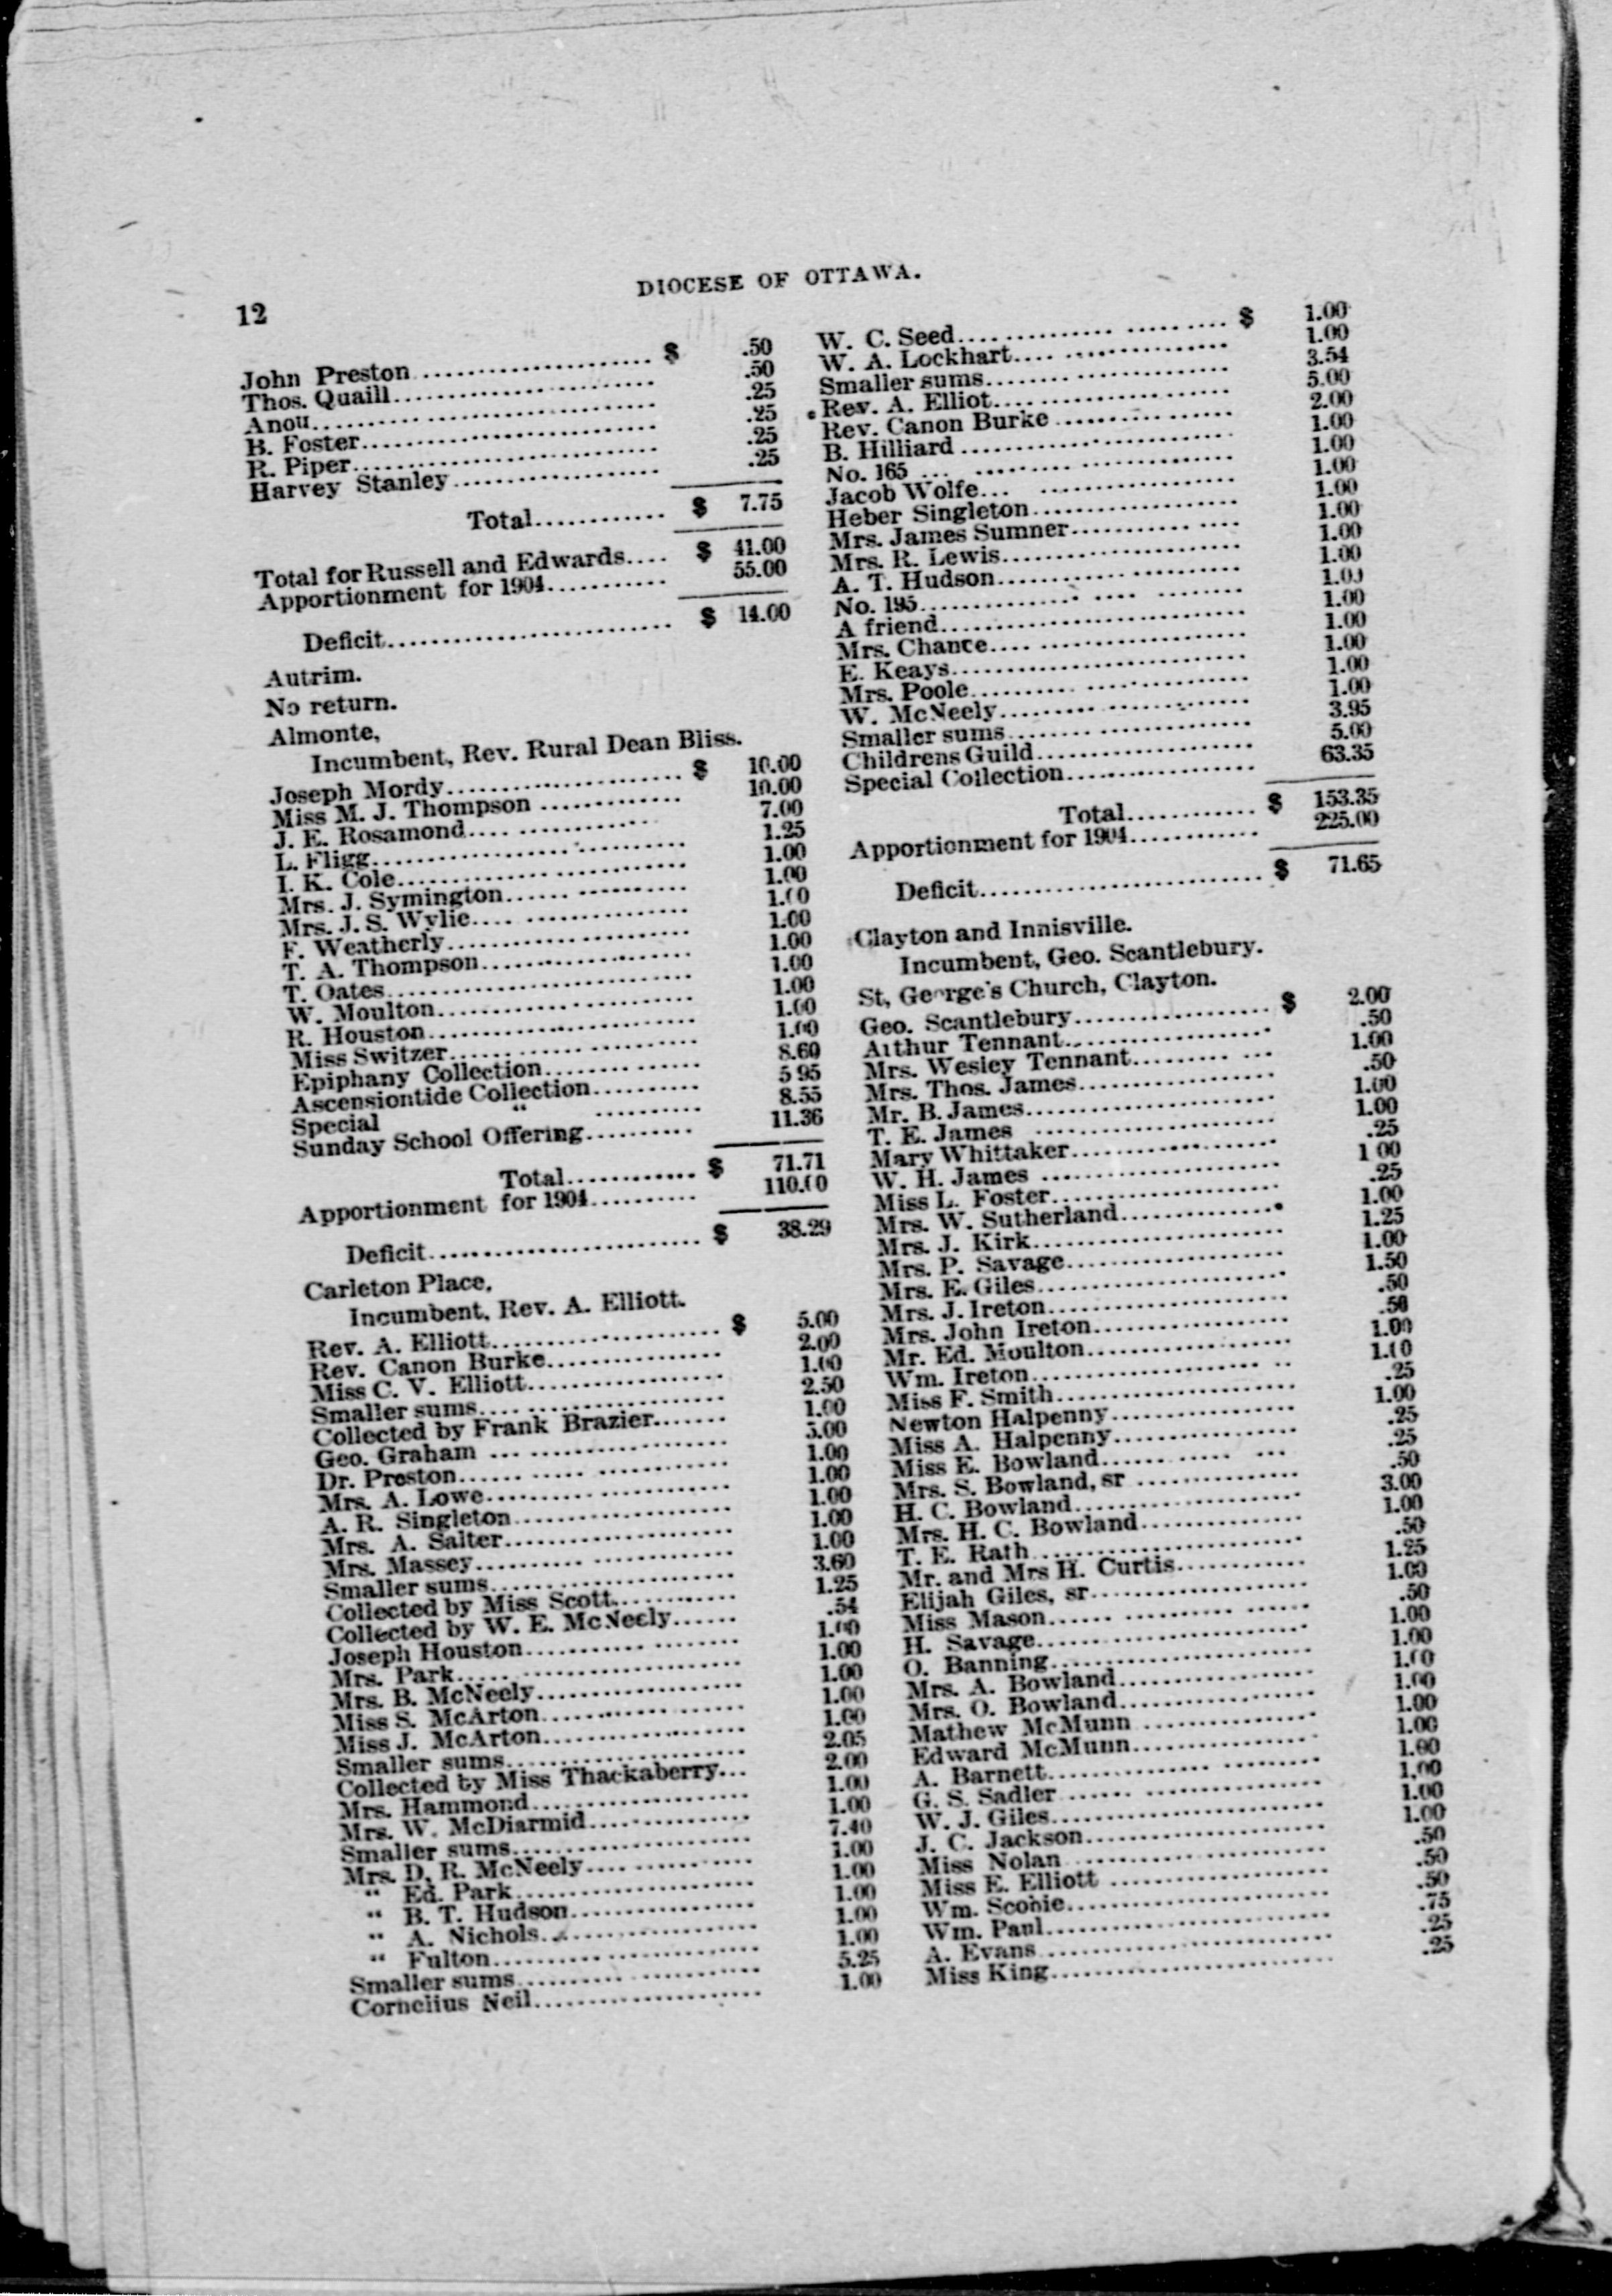 12
DIOCESE OF OTTAWA.
John Preston $ .50
Thos. Quaill .50
Anon .25
B. Foster .25
R. Piper .25
Harvey Stanley .25
Total $ 7.75
Total for Russell and Edwards $ 41.00
Apportionment for 1904 55.00
Deficit $ 14.00
Autrim.
No return.
Almonte,
Incumbent, Rev. Rural Dean Bliss.
Joseph Mordy $ 10.00
Miss M. J. Thompson 10.00
J. E. Rosamond 7.00
L. Fligg 1.25
I. K. Cole 1.00
Mrs. J. Symington 1.00
Mrs. J. S. Wylie 1.00
F. Weatherly 1.00
T. A. Thompson 1.00
T. Oates 1.00
W. Moulton 1.00
R. Houston 1.00
Miss Switzer 1.00
Epiphany Collection 8.60
Ascensiontide Collection 5 95
Special " 8.55
Sunday School Offering 11.36
Total $ 71.71
Apportionment for 1904 110.00
Deficit $ 38.29
Carleton Place,
Incumbent, Rev. A. Elliott.
Rev. A. Elliott $ 5.00
Rev. Canon Burke 2.00
Miss C. V. Elliott 1.00
Smaller sums 2.50
Collected by Frank Brazier 1.00
Geo. Graham 5.00
Dr. Preston 1.00
Mrs. A. Lowe 1.00
A. R. Singleton 1.00
Mrs. A. Salter 1.00
Mrs. Massey 1.00
Smaller sums 3.60
Collected by Miss Scott 1.25
Collected by W. E. McNeely .54
Joseph Houston 1.00
Mrs. Park 1.00
Mrs. B. McNeely 1.00
Miss S. McArton 1.00
Miss J. McArton 1.00
Smaller sums 2.05
Collected by Miss Thackaberry 2.00
Mrs. Hammond 1.00
Mrs. W. McDiarmid 1.00
Smaller sums 7.40
Mrs. D. R. McNeely 1.00
" Ed. Park 1.00
" B. T. Hudson 1.00
" A. Nichols 1.00
" Fulton 1.00
Smaller sums 5.25
Cornelius Neil 1.00
W. C. Seed $ 1.00
W. A. Lockhart 1.00
Smaller sums 3.54
Rev. A. Elliot 5.00
Rev. Canon Burke 2.00
B. Hilliard 1.00
No. 165 1.00
Jacob Wolfe 1.00
Heber Singleton 1.00
Mrs. James Sumner 1.00
Mrs. R. Lewis 1.00
A. T. Hudson 1.00
No. 195 1.00
A friend 1.00
Mrs. Chance 1.00
E. Keays 1.00
Mrs. Poole 1.00
W. McNeely 1.00
Smaller sums 3.95
Childrens Guild 5.00
Special Collection 63.35
Total $ 153.35
Apportionment for 1904 225.00
Deficit $ 71.65
Clayton and Innisville.
Incumbent, Geo. Scantlebury.
St, George's Church, Clayton.
Geo. Scantlebury $ 2.00
Arthur Tennant .50
Mrs. Wesley Tennant 1.00
Mrs. Thos. James .50
Mr. B. James 1.00
T. E. James 1.00
Mary Whittaker .25
W. H. James 1 00
Miss L. Foster .25
Mrs. W. Sutherland 1.00
Mrs. J. Kirk 1.25
Mrs. P. Savage 1.00
Mrs. E. Giles 1.50
Mrs. J. Ireton .50
Mrs. John Ireton .50
Mr. Ed. Moulton 1.00
Wm. Ireton 1.00
Miss F. Smith .25
Newton Halpenny 1.00
Miss A. Halpenny .25
Miss E. Bowland .25
Mrs. S. Bowland, sr .50
H. C. Bowland 3.00
Mrs. H. C. Bowland 1.00
T. E. Rath .50
Mr. and Mrs H. Curtis 1.25
Elijah Giles, sr 1.00
Miss Mason .50
H. Savage 1.00
O. Banning 1.00
Mrs. A. Bowland 1.00
Mrs. O. Bowland 1.00
Mathew McMunn 1.00
Edward McMunn 1.00
A. Barnett 1.00
G. S. Sadler 1.00
W. J. Giles 1.00
J. C. Jackson 1.00
Miss Nolan .50
Miss E. Elliott .50
Wm. Scobie .50
Wm. Paul .75
A. Evans .25
Miss King .25